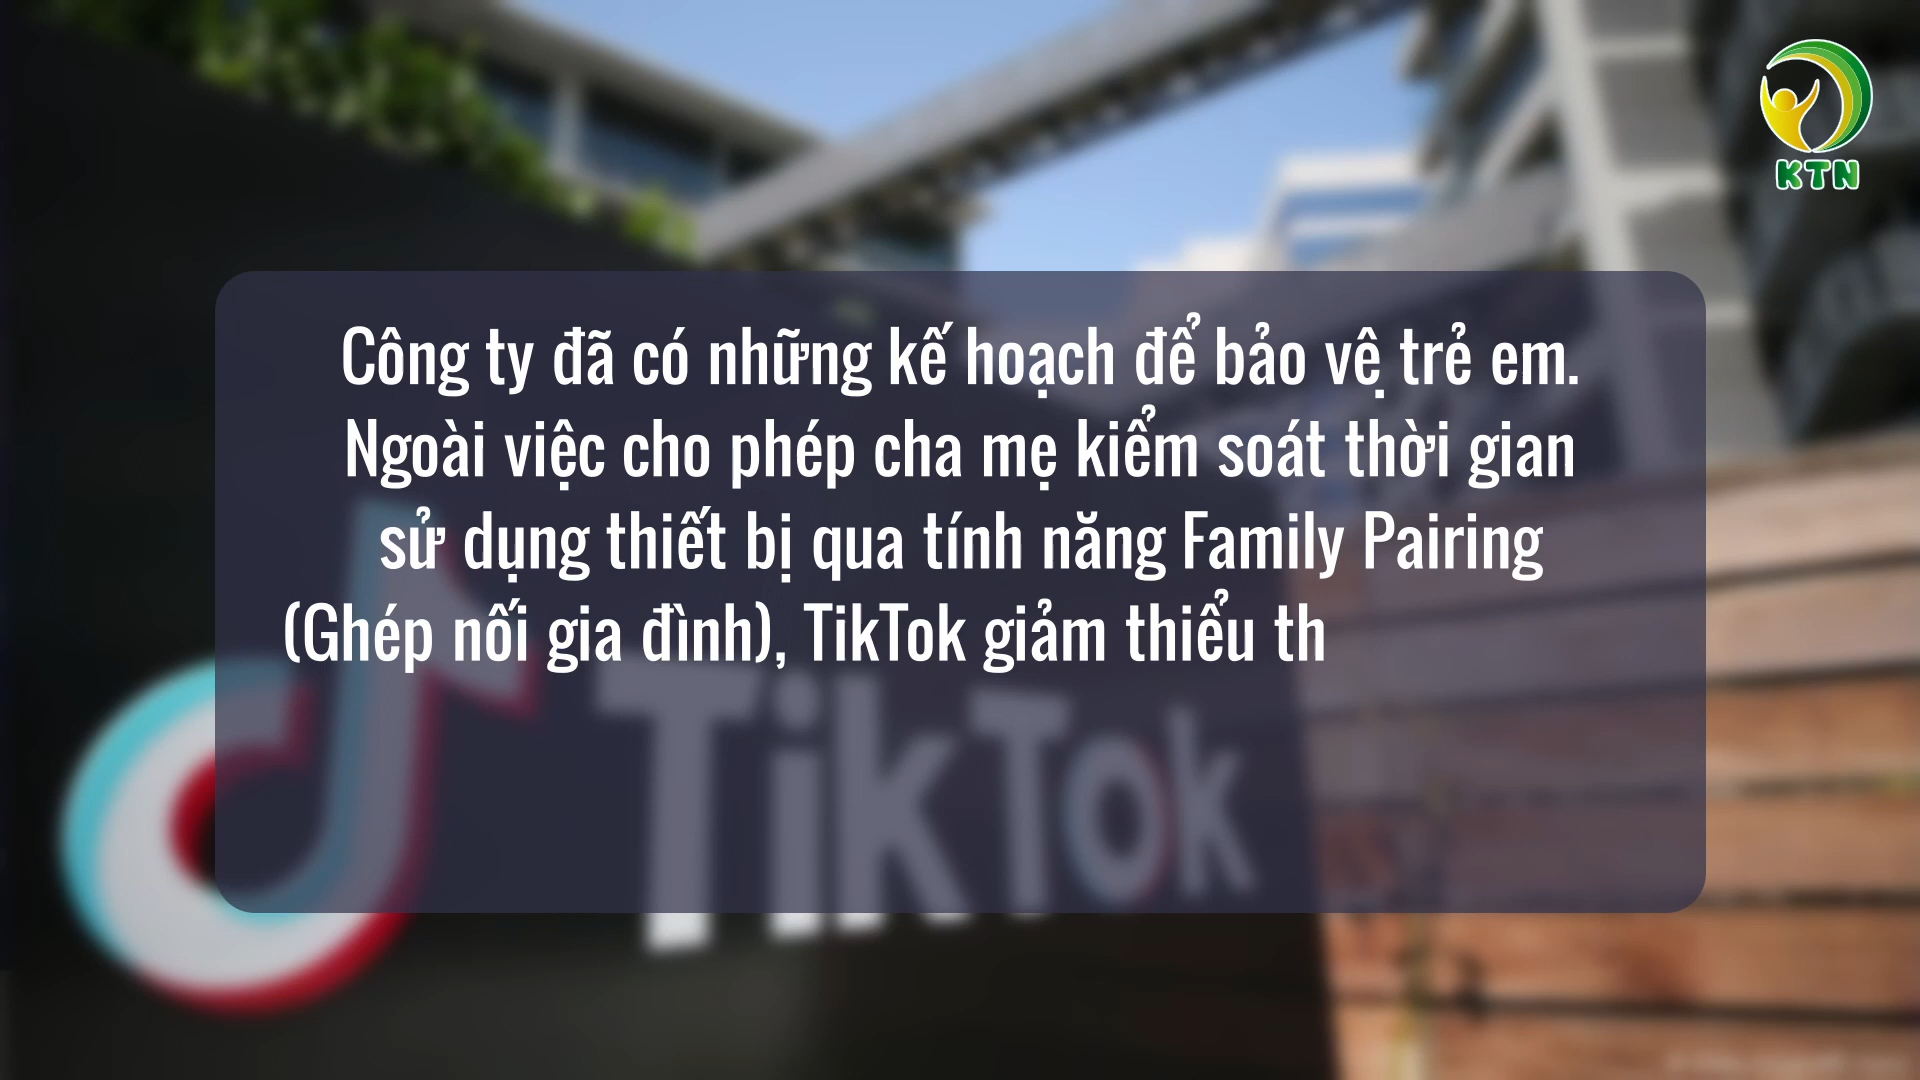 KTN
Công ty đã có những kế hoạch để bảo vệ trẻ em.
Ngoài việc cho phép cha mẹ kiểm soát thời gian
sử dụng thiết bị qua tính năng Family Pairing
(Ghép nối gia đình), TikTok giảm thiểu th
TikTok